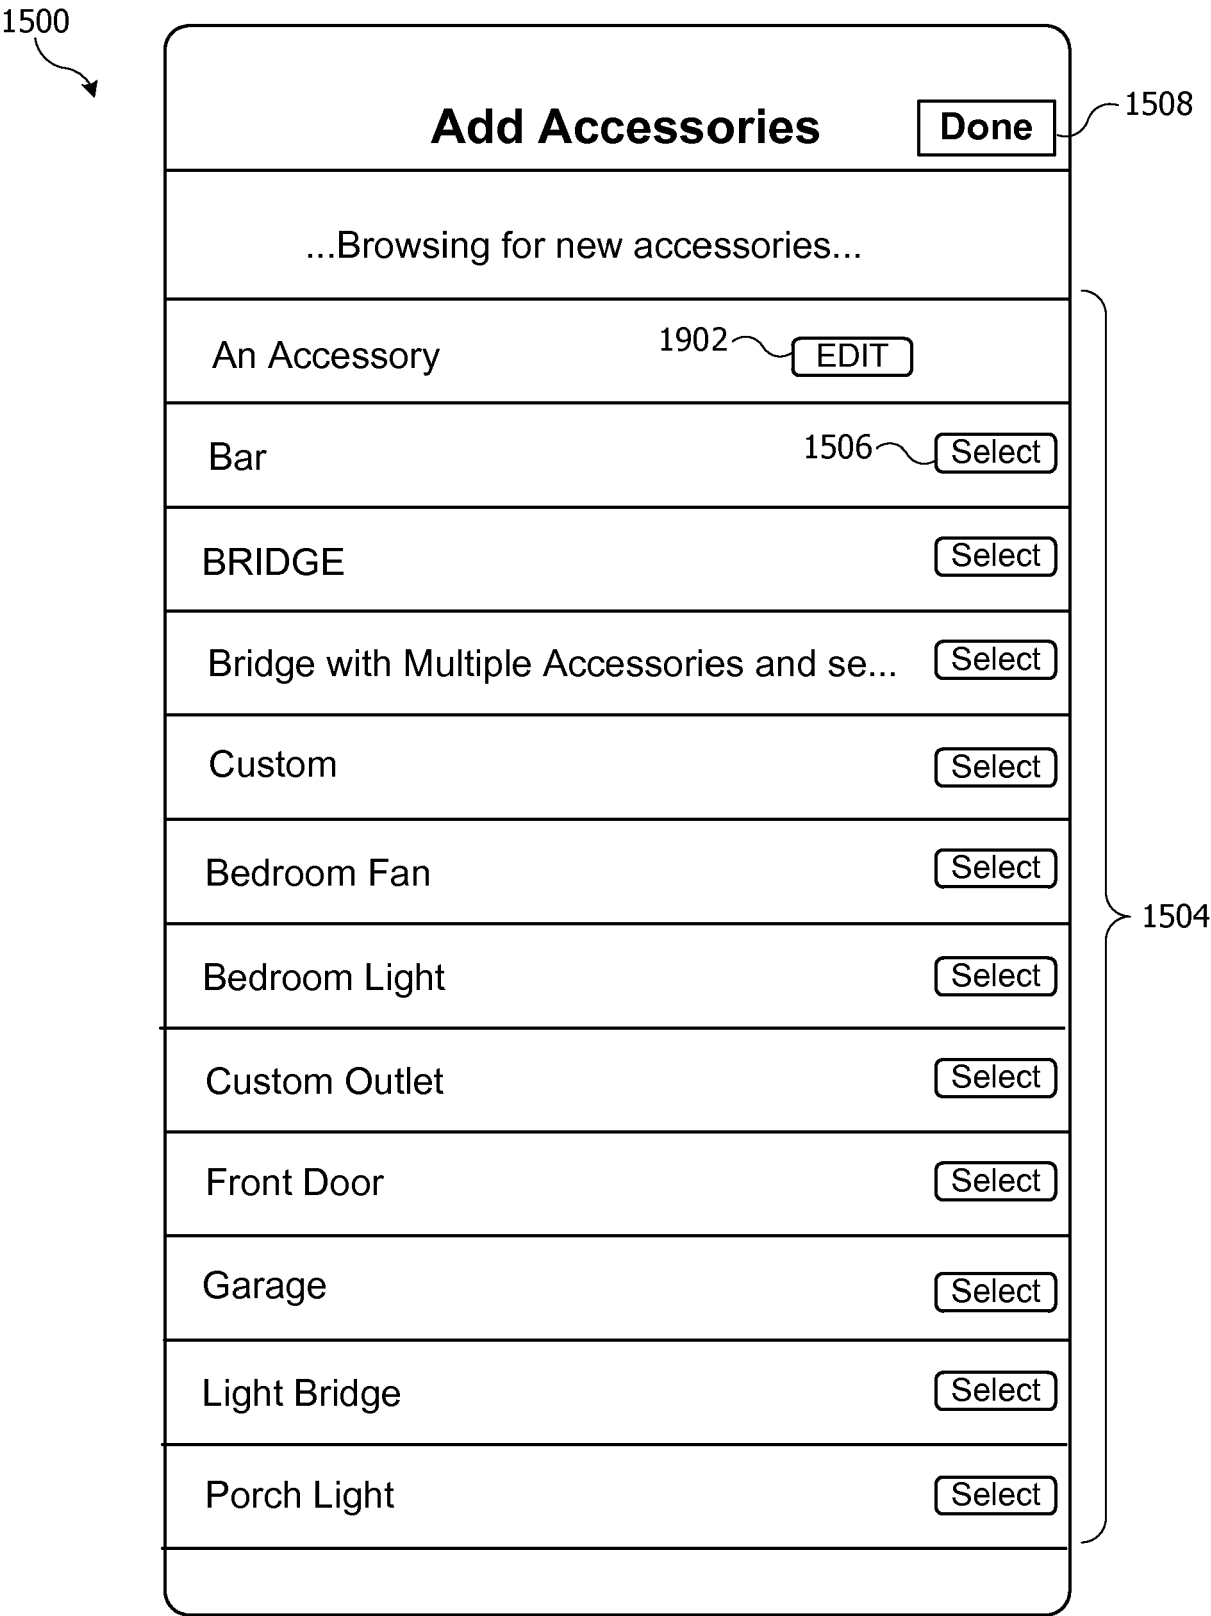 1500
Add Accessories Done 1508
...Browsing for new accessories...
An Accessory 1902 EDIT
Bar 1506 Select
BRIDGE Select
Bridge with Multiple Accessories and se... Select
Custom Select
Bedroom Fan Select
1504
Bedroom Light Select
Custom Outlet Select
Front Door Select
Garage Select
Light Bridge Select
Porch Light Select